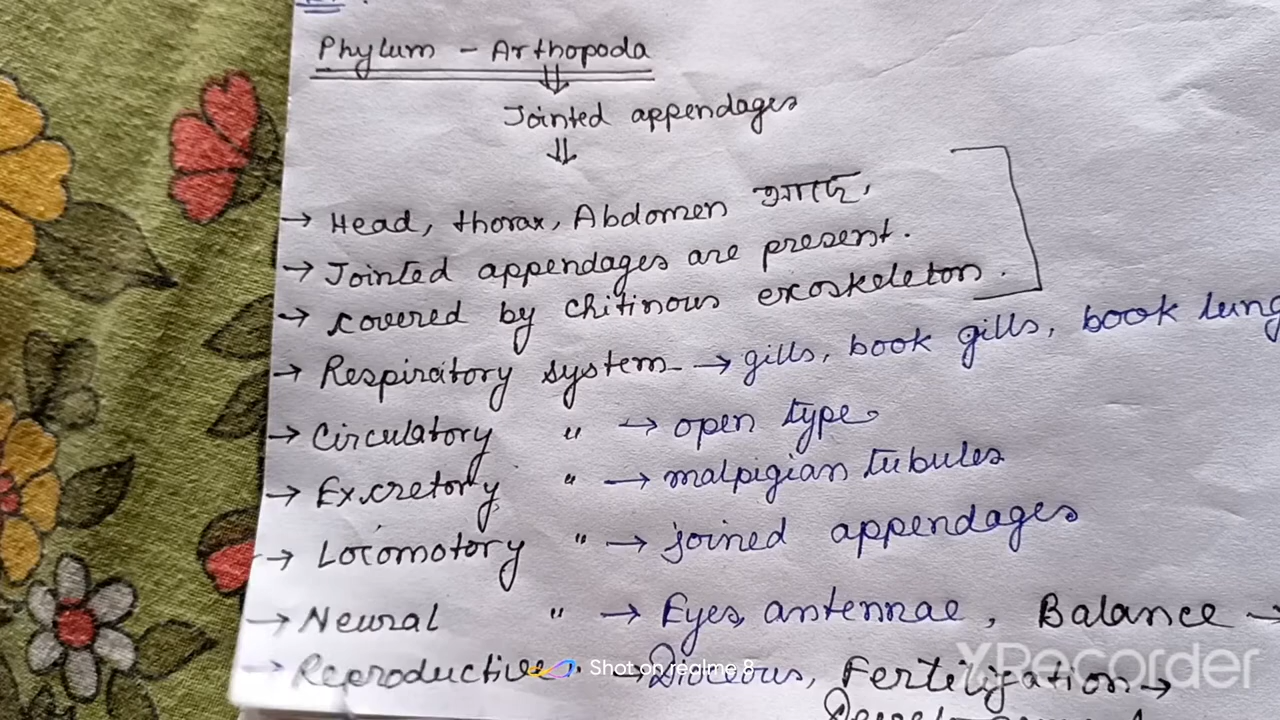 Phylum - Arthopoda
Jointed appendages
→ Head, thorax, Abdomen
→ Jointed appendages are present.
→ covered by chitinous exoskeleton.
→ Respiratory system → gills, book gills, book lung
→ Circulatory " → open type
→ Excretory " → malpigian tubules
→ Locomotory " → joined appendages
→ Neural " → Eyes, antennae, Balance →
→ Reproductive " → Dioeous, Fertilization →
Shot on realme 8
XRecorder